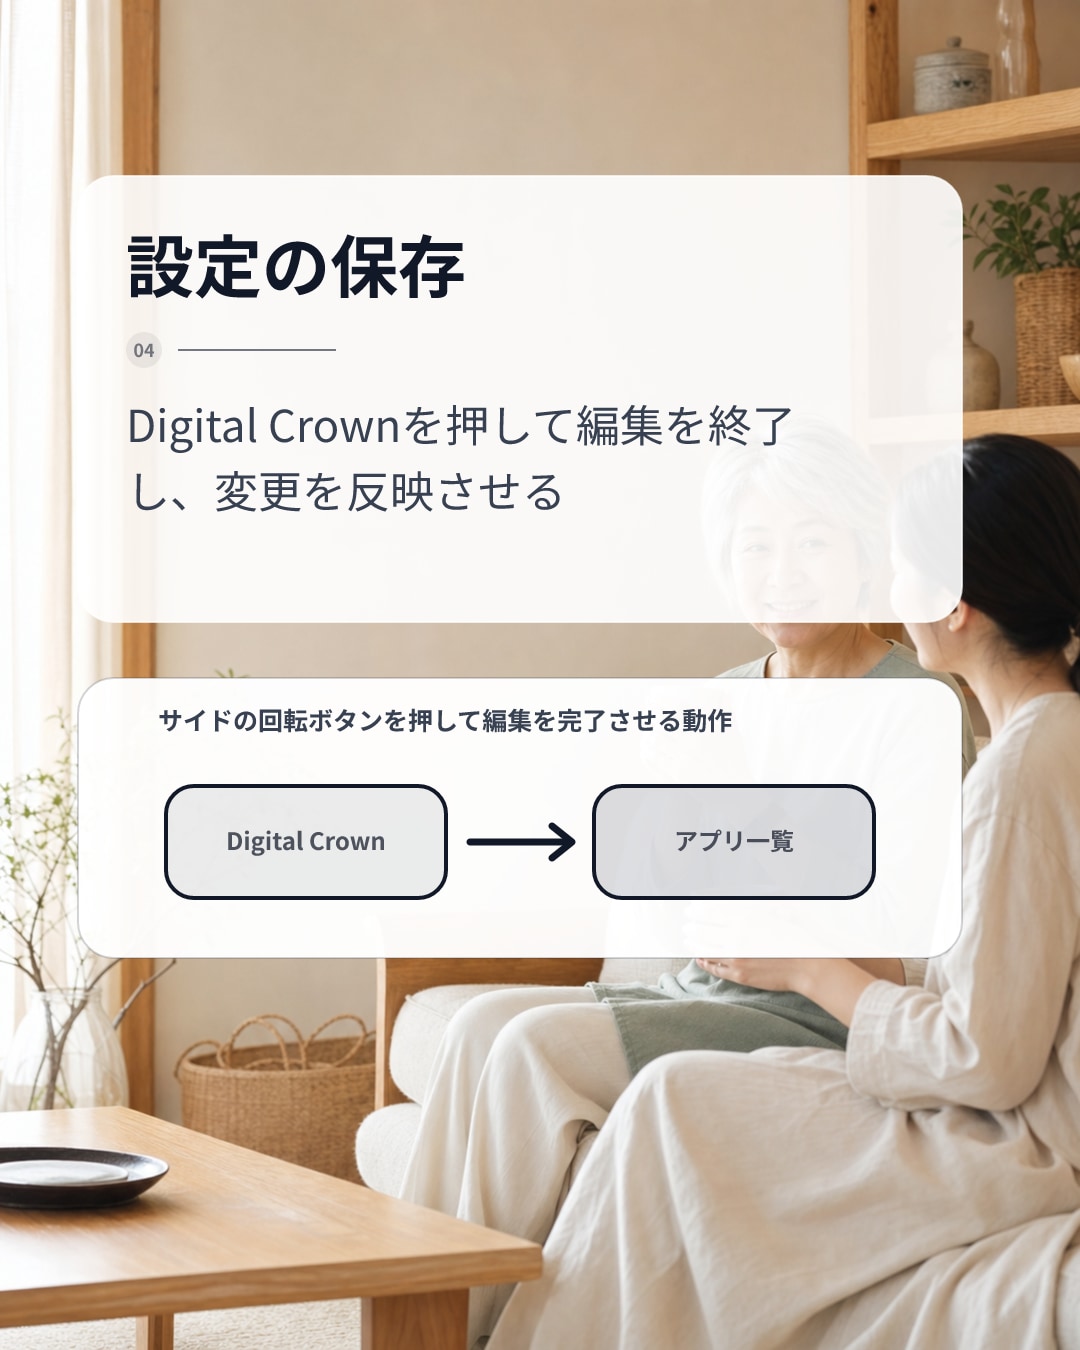 設定の保存
04
Digital Crownを押して編集を終了
し、変更を反映させる
サイドの回転ボタンを押して編集を完了させる動作
Digital Crown
アプリ一覧